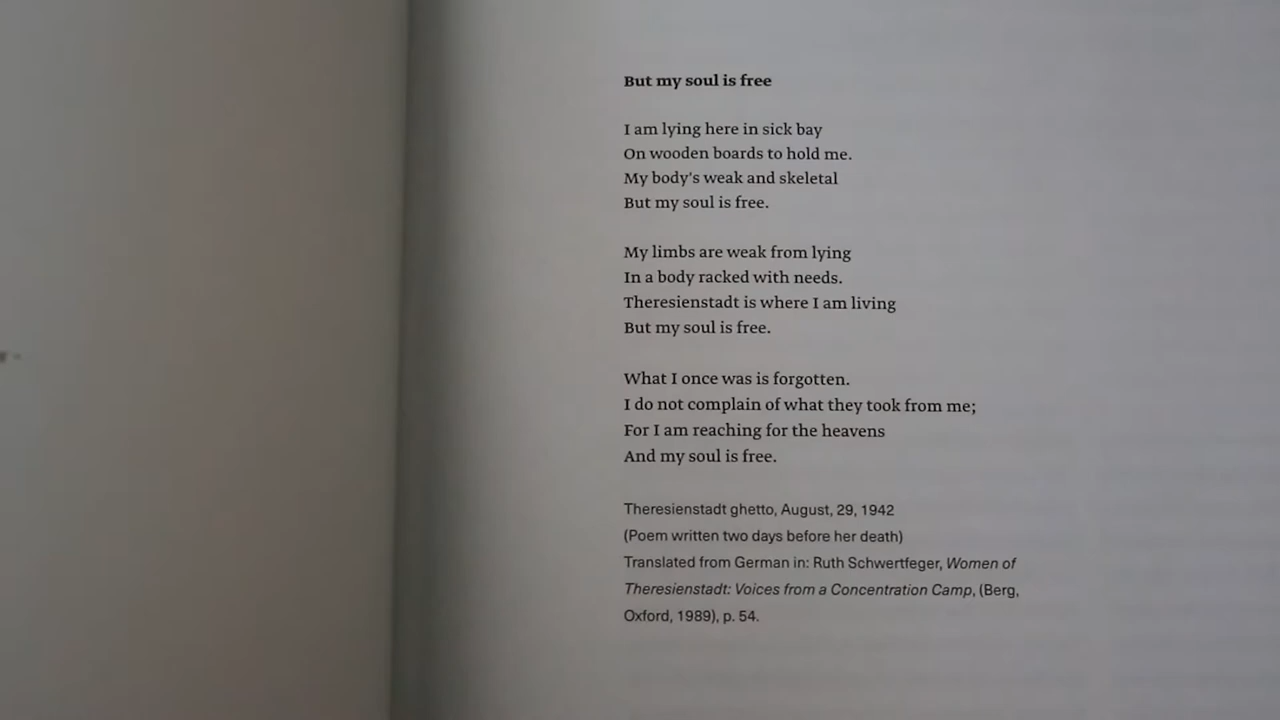 But my soul is free
I am lying here in sick bay
On wooden boards to hold me.
My body's weak and skeletal
But my soul is free.
My limbs are weak from lying
In a body racked with needs.
Theresienstadt is where I am living
But my soul is free.
What I once was is forgotten.
I do not complain of what they took from me;
For I am reaching for the heavens
And my soul is free.
Theresienstadt ghetto, August, 29, 1942
(Poem written two days before her death)
Translated from German in: Ruth Schwertfeger, Women of
Theresienstadt: Voices from a Concentration Camp, (Berg,
Oxford, 1989), p. 54.